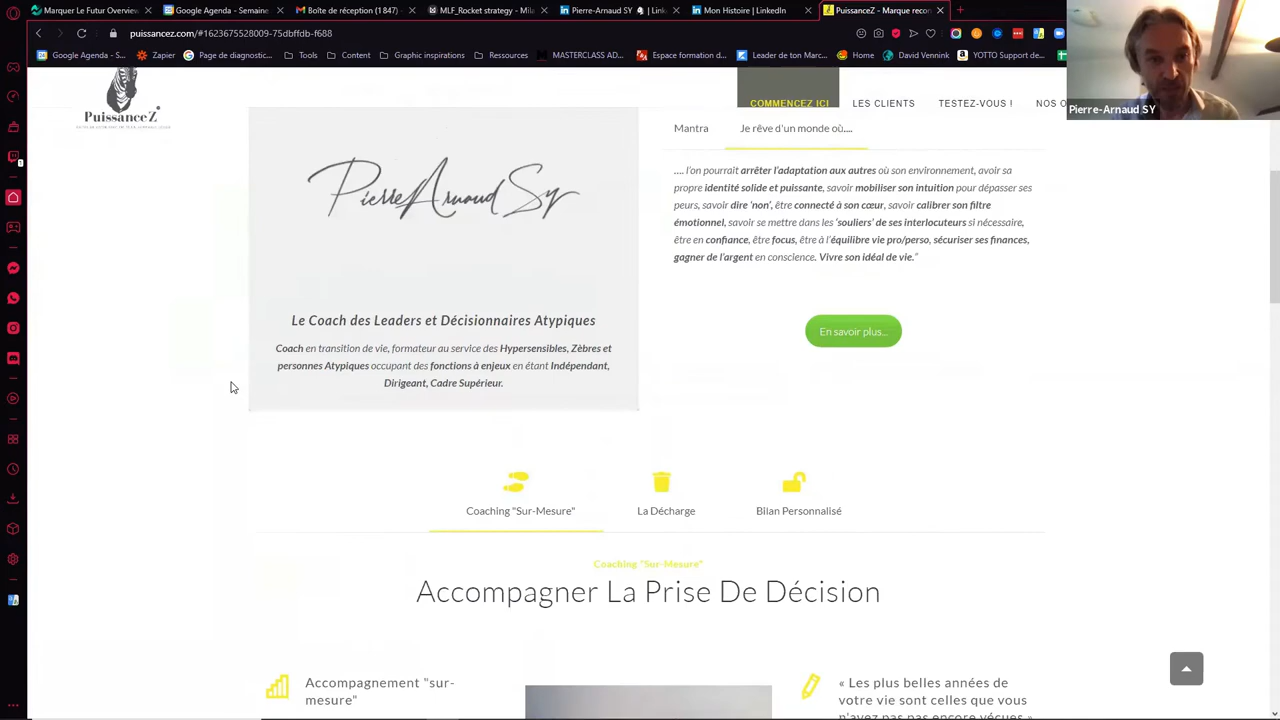 Marquer Le Futur Overview
Google Agenda - Semaine
Boîte de réception (1 847)
MLF_Rocket strategy - Mila
Pierre-Arnaud SY
Mon Histoire | LinkedIn
PuissanceZ - Marque recon
puissancez.com/#1623675528009-75dbffdb-f688
Google Agenda
Zapier
Page de diagnostic...
Tools
Content
Graphic inspirations
Ressources
MASTERCLASS AD...
Espace formation d...
Leader de ton Marc...
Home
David Vennink
YOTTO Support de...
Pierre-Arnaud SY
PuissanceZ
COMMENCEZ ICI
LES CLIENTS
TESTEZ-VOUS !
NOS O
Mantra
Je rêve d'un monde où....
PierreArnaud Sy
.... l'on pourrait arrêter l'adaptation aux autres où son environnement, avoir sa
propre identité solide et puissante, savoir mobiliser son intuition pour dépasser ses
peurs, savoir dire 'non', être connecté à son cœur, savoir calibrer son filtre
émotionnel, savoir se mettre dans les 'souliers' de ses interlocuteurs si nécessaire,
être en confiance, être focus, être à l'équilibre vie pro/perso, sécuriser ses finances,
gagner de l'argent en conscience. Vivre son idéal de vie."
En savoir plus...
Le Coach des Leaders et Décisionnaires Atypiques
Coach en transition de vie, formateur au service des Hypersensibles, Zèbres et
personnes Atypiques occupant des fonctions à enjeux en étant Indépendant,
Dirigeant, Cadre Supérieur.
Coaching "Sur-Mesure"
La Décharge
Bilan Personnalisé
Coaching "Sur-Mesure"
Accompagner La Prise De Décision
Accompagnement "sur-
mesure"
« Les plus belles années de
votre vie sont celles que vous
n'avez pas pas encore vécues »